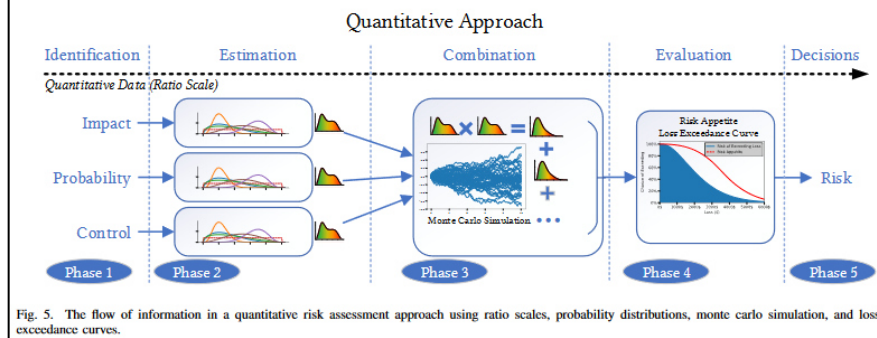 Quantitative Approach
Identification Estimation Combination Evaluation Decisions
Quantitative Data (Ratio Scale)
Impact
Probability
Control
Monte Carlo Simulation
Risk Appetite
Loss Exceedance Curve
Risk
Phase 1 Phase 2 Phase 3 Phase 4 Phase 5
Fig. 5. The flow of information in a quantitative risk assessment approach using ratio scales, probability distributions, monte carlo simulation, and loss
exceedance curves.